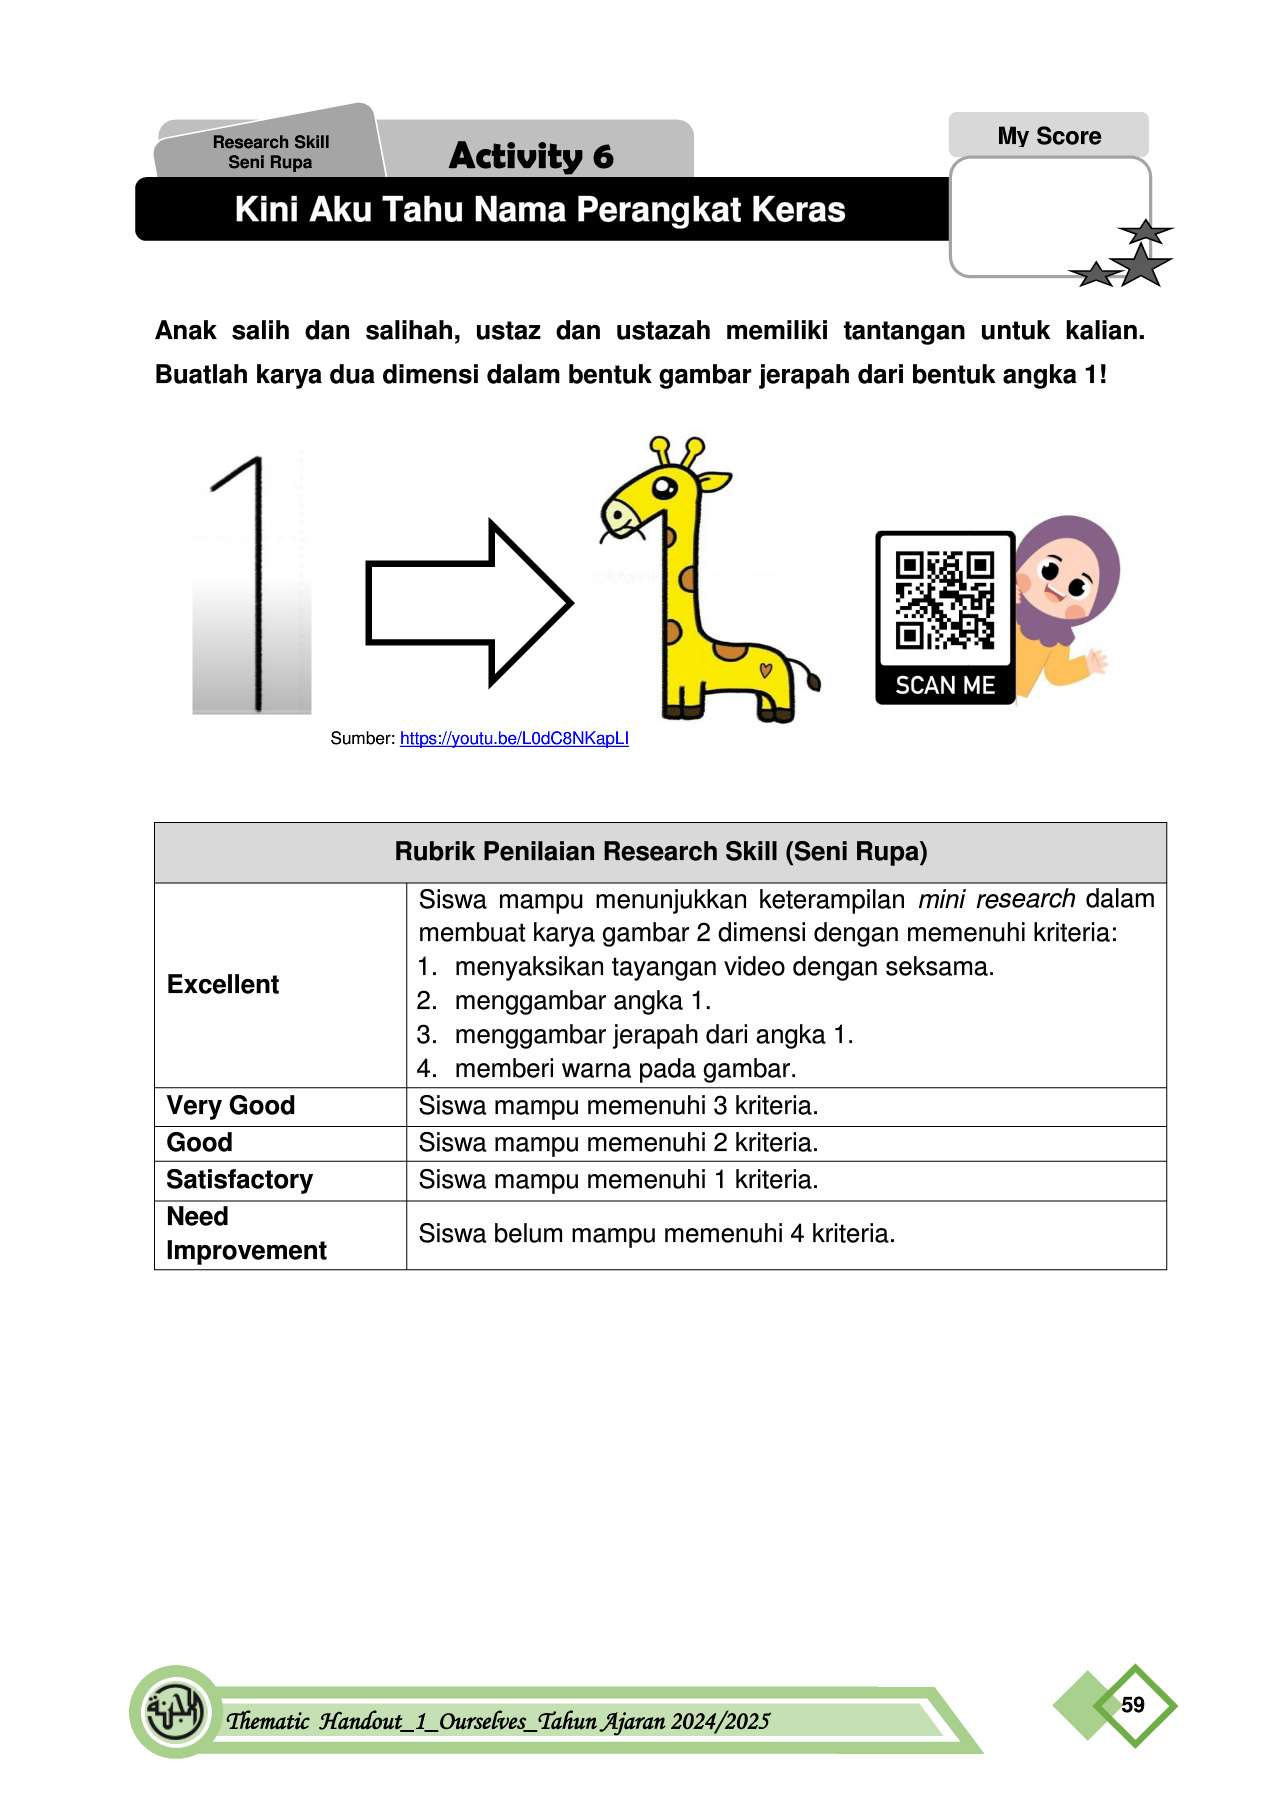 Research Skill
Seni Rupa
Activity 6
My Score
Kini Aku Tahu Nama Perangkat Keras
Anak salih dan salihah, ustaz dan ustazah memiliki tantangan untuk kalian.
Buatlah karya dua dimensi dalam bentuk gambar jerapah dari bentuk angka 1!
1
SCAN ME
Sumber: https://youtu.be/L0dC8NKapLI
Rubrik Penilaian Research Skill (Seni Rupa)
Excellent
Siswa mampu menunjukkan keterampilan mini research dalam
membuat karya gambar 2 dimensi dengan memenuhi kriteria:
1. menyaksikan tayangan video dengan seksama.
2. menggambar angka 1.
3. menggambar jerapah dari angka 1.
4. memberi warna pada gambar.
Very Good
Siswa mampu memenuhi 3 kriteria.
Good
Siswa mampu memenuhi 2 kriteria.
Satisfactory
Siswa mampu memenuhi 1 kriteria.
Need
Improvement
Siswa belum mampu memenuhi 4 kriteria.
Thematic Handout_1_Ourselves_Tahun Ajaran 2024/2025
59